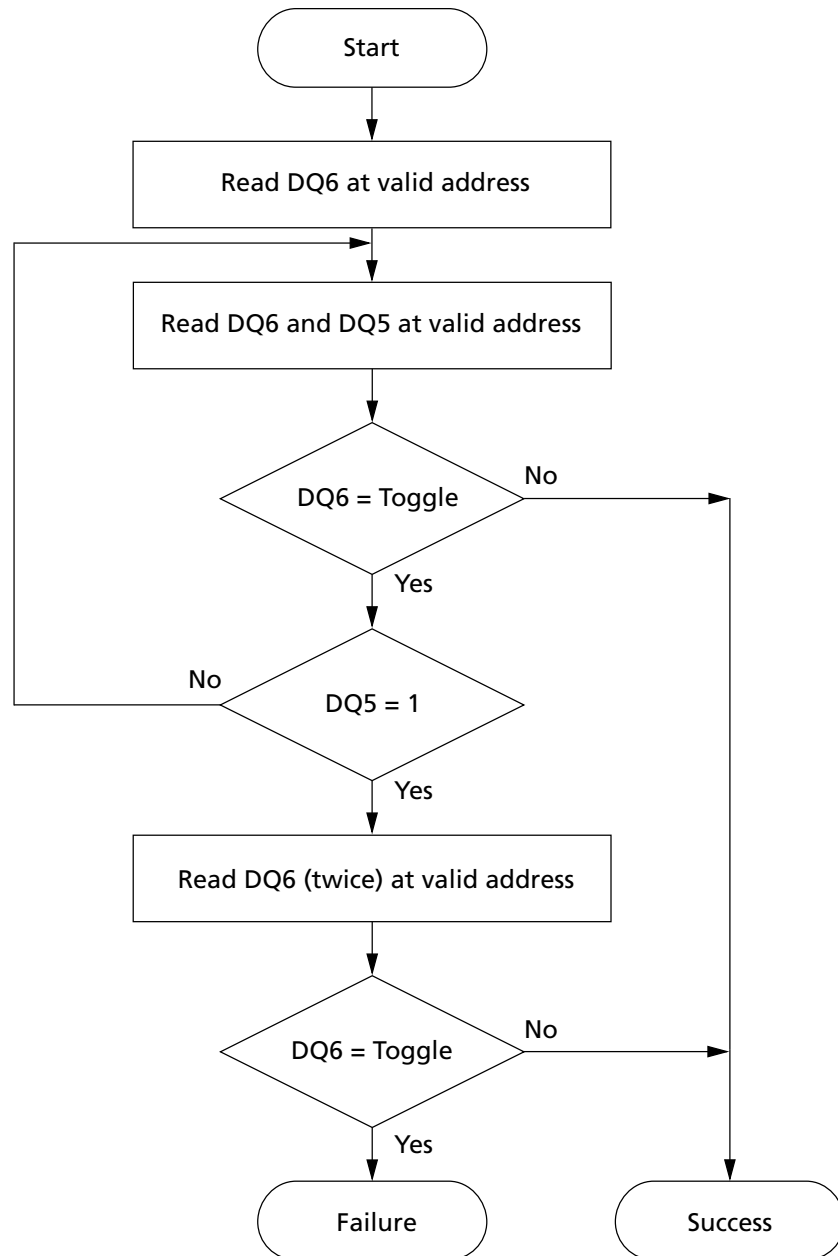 Start
Read DQ6 at valid address
Read DQ6 and DQ5 at valid address
DQ6 = Toggle
No
Yes
No
DQ5 = 1
Yes
Read DQ6 (twice) at valid address
No
DQ6 = Toggle
Yes
Failure
Success